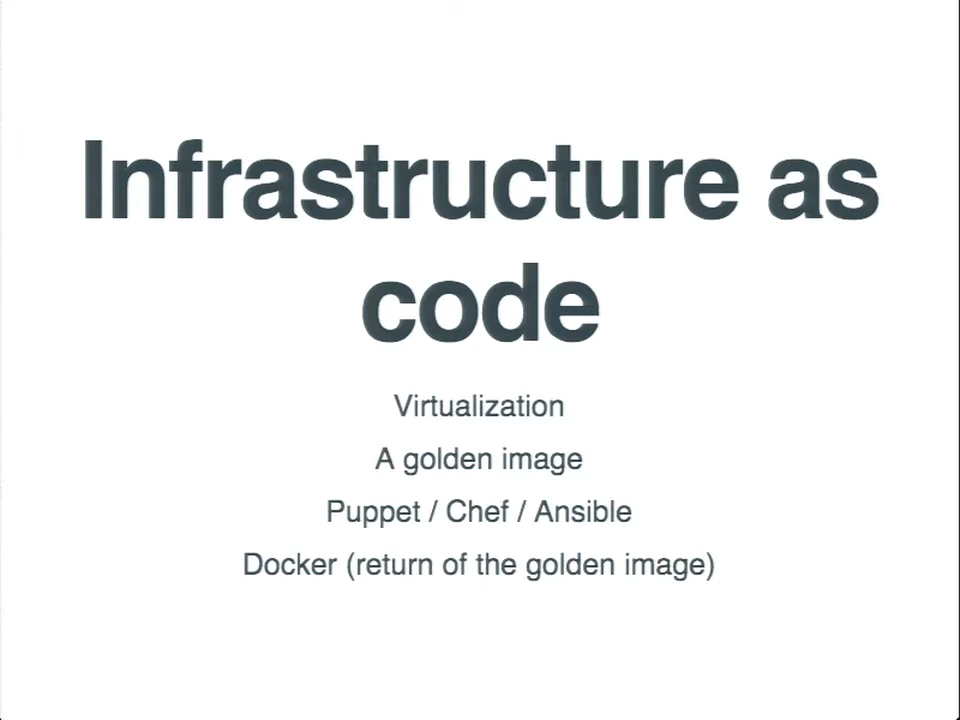 Infrastructure as
code
Virtualization
A golden image
Puppet / Chef / Ansible
Docker (return of the golden image)